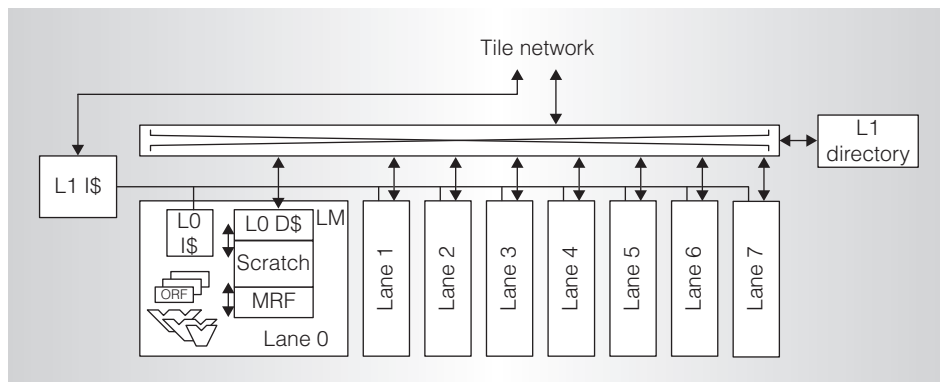 Tile network
L1
directory
L1 I$
L0
I$
L0 D$
LM
Scratch
ORF
MRF
Lane 0
Lane 1
Lane 2
Lane 3
Lane 4
Lane 5
Lane 6
Lane 7